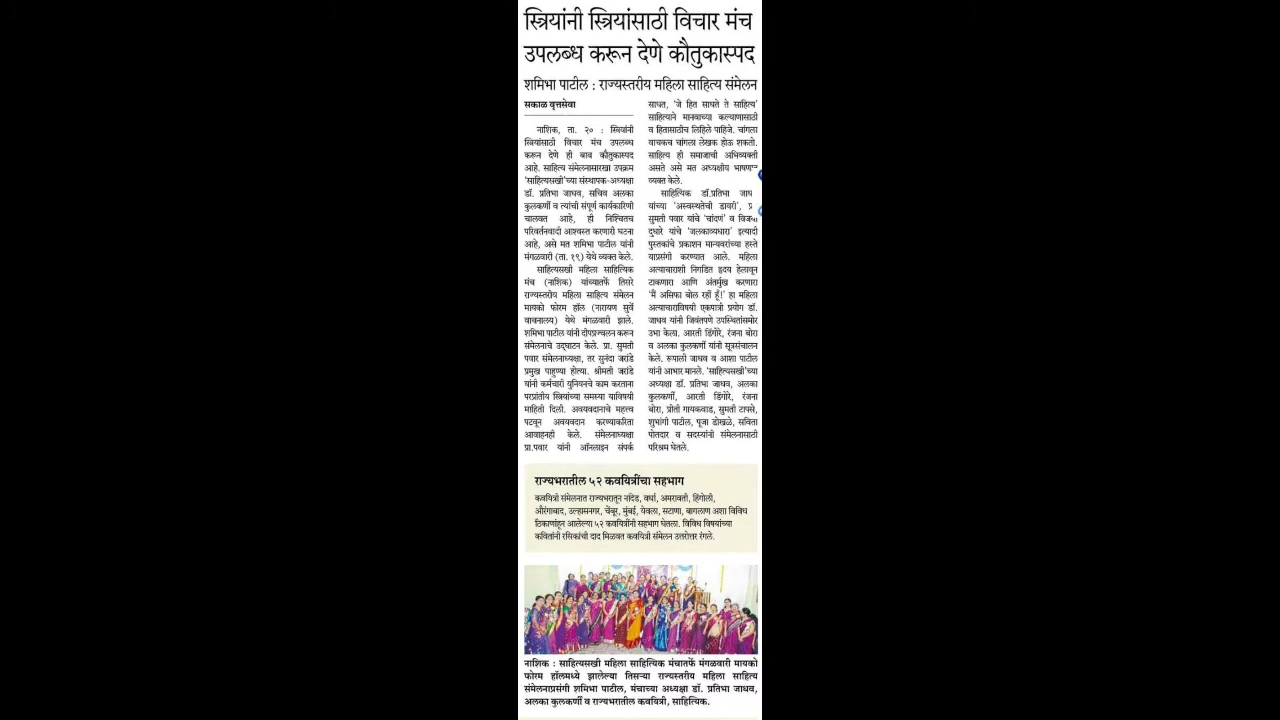 स्त्रियांनी स्त्रियांसाठी विचार मंच
उपलब्ध करून देणे कौतुकास्पद
शमिभा पाटील : राज्यस्तरीय महिला साहित्य संमेलन
सकाळ वृत्तसेवा
नाशिक, ता. २० : स्त्रियांनी
स्त्रियांसाठी विचार मंच उपलब्ध
करून देणे ही बाब कौतुकास्पद
आहे. साहित्य संमेलनासारखा उपक्रम
'साहित्यसखी'च्या संस्थापक-अध्यक्षा
डॉ. प्रतिभा जाधव, सचिव अलका
कुलकर्णी व त्यांची संपूर्ण कार्यकारिणी
चालवत आहे, ही निश्चितच
परिवर्तनवादी आश्वस्त करणारी घटना
आहे, असे मत शमिभा पाटील यांनी
मंगळवारी (ता. १९) येथे व्यक्त केले.
साहित्यसखी महिला साहित्यिक
मंच (नाशिक) यांच्यातर्फे तिसरे
राज्यस्तरीय महिला साहित्य संमेलन
मायको फोरम हॉल (नारायण सुर्वे
वाचनालय) येथे मंगळवारी झाले.
शमिभा पाटील यांनी दीपप्रज्वलन करून
संमेलनाचे उद्‌घाटन केले. प्रा. सुमती
पवार संमेलनाध्यक्षा, तर सुनंदा जरांडे
प्रमुख पाहुण्या होत्या. श्रीमती जरांडे
यांनी कर्मचारी युनियनचे काम करताना
परप्रांतीय स्त्रियांच्या समस्या याविषयी
माहिती दिली. अवयवदानाचे महत्त्व
पटवून अवयवदान करण्याकरिता
आवाहनही केले. संमेलनाध्यक्षा
प्रा.पवार यांनी ऑनलाइन संपर्क
साधत, 'जे हित साधते ते साहित्य'
साहित्याने मानवाच्या कल्याणासाठी
व हितासाठीच लिहिले पाहिजे. चांगला
वाचकच चांगला लेखक होऊ शकतो.
साहित्य ही समाजाची अभिव्यक्ती
असते असे मत अध्यक्षीय
व्यक्त केले.
साहित्यिक डॉ.प्रतिभा
यांच्या 'अस्वस्थतेची डायरी',
सुमती पवार यांचे 'चांदणं' व
दुधारे यांचे 'जलकाव्यधारा' इत्यादी
पुस्तकांचे प्रकाशन मान्यवरांच्या हस्ते
याप्रसंगी करण्यात आले. महिला
अत्याचाराशी निगडित हृदय हेलावून
टाकणारा आणि अंतर्मुख करणारा
'मैं असिफा बोल रही हूँ!' हा महिला
अत्याचाराविषयी एकपात्री प्रयोग डॉ.
जाधव यांनी जिवंतपणे उपस्थितांसमोर
उभा केला. आरती डिंगोरे, रंजना बोरा
व अलका कुलकर्णी यांनी सूत्रसंचालन
केले. रूपाली जाधव व आशा पाटील
यांनी आभार मानले. 'साहित्यसखी'च्या
अध्यक्षा डॉ. प्रतिभा जाधव, अलका
कुलकर्णी, आरती डिंगोरे, रंजना
बोरा, प्रीती गायकवाड, सुमती टापसे,
शुभांगी पाटील, पूजा ढोखळे, सविता
पोतदार व सदस्यांनी संमेलनासाठी
परिश्रम घेतले.
राज्यभरातील ५२ कवयित्रींचा सहभाग
कवयित्री संमेलनात राज्यभरातून नांदेड, वर्धा, अमरावती, हिंगोली,
औरंगाबाद, उल्हासनगर, चेंबूर, मुंबई, येवला, सटाणा, बागलाण अशा विविध
ठिकाणांहून आलेल्या ५२ कवयित्रींनी सहभाग घेतला. विविध विषयांच्या
कवितांनी रसिकांची दाद मिळवत कवयित्री संमेलन उत्तरोत्तर रंगले.
नाशिक : साहित्यसखी महिला साहित्यिक मंचातर्फे मंगळवारी मायको
फोरम हॉलमध्ये झालेल्या तिसऱ्या राज्यस्तरीय महिला साहित्य
संमेलनाप्रसंगी शमिभा पाटील, मंचाच्या अध्यक्षा डॉ. प्रतिभा जाधव,
अलका कुलकर्णी व राज्यभरातील कवयित्री, साहित्यिक.